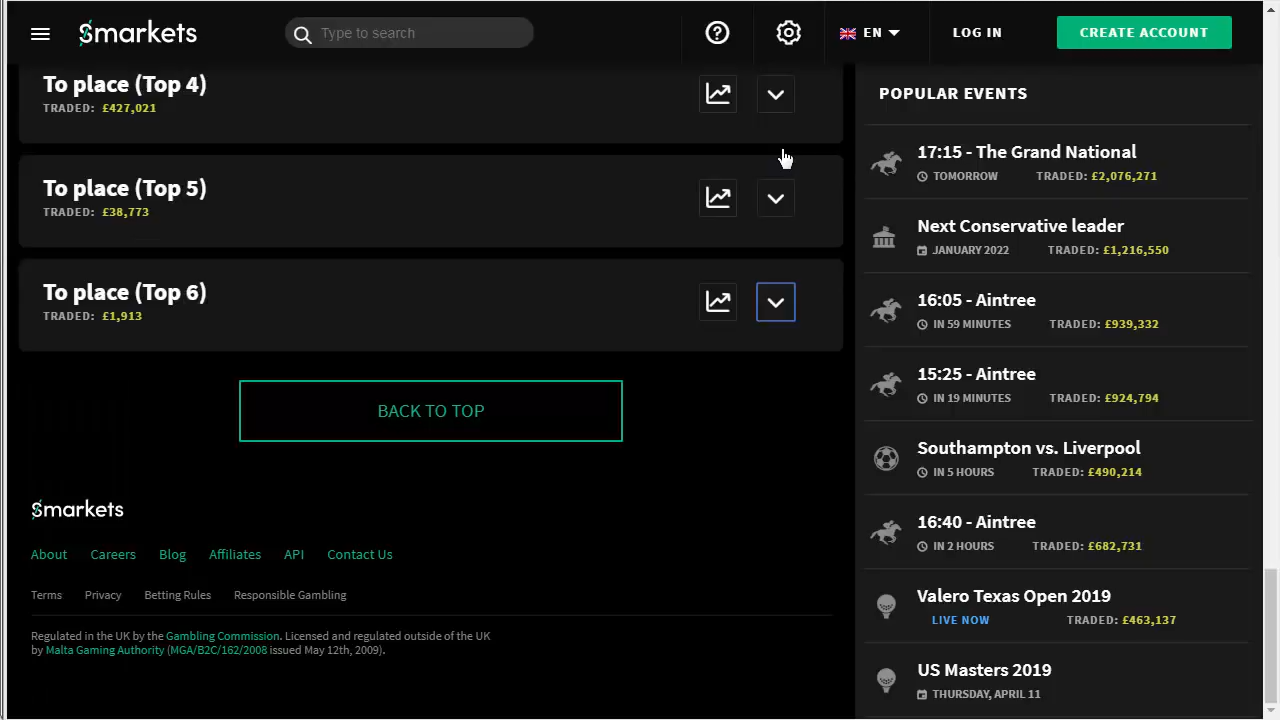 Smarkets
Type to search
EN
LOG IN
CREATE ACCOUNT
To place (Top 4)
TRADED: £427,021
To place (Top 5)
TRADED: £38,773
To place (Top 6)
TRADED: £1,913
BACK TO TOP
Smarkets
About Careers Blog Affiliates API Contact Us
Terms Privacy Betting Rules Responsible Gambling
Regulated in the UK by the Gambling Commission. Licensed and regulated outside of the UK
by Malta Gaming Authority (MGA/B2C/162/2008 issued May 12th, 2009).
POPULAR EVENTS
17:15 - The Grand National
TOMORROW TRADED: £2,076,271
Next Conservative leader
JANUARY 2022 TRADED: £1,216,550
16:05 - Aintree
IN 59 MINUTES TRADED: £939,332
15:25 - Aintree
IN 19 MINUTES TRADED: £924,794
Southampton vs. Liverpool
IN 5 HOURS TRADED: £490,214
16:40 - Aintree
IN 2 HOURS TRADED: £682,731
Valero Texas Open 2019
LIVE NOW TRADED: £463,137
US Masters 2019
THURSDAY, APRIL 11